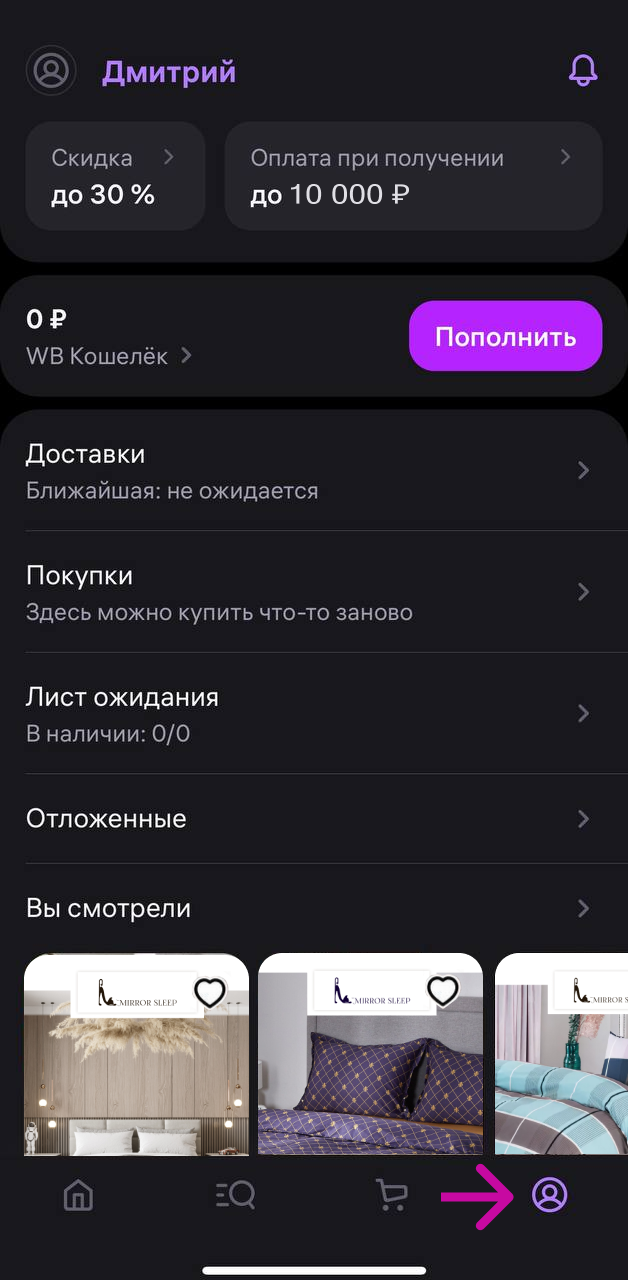 Дмитрий
Скидка
до 30 %
Оплата при получении
до 10 000 ₽
0 ₽
WB Кошелёк
Пополнить
Доставки
Ближайшая: не ожидается
Покупки
Здесь можно купить что-то заново
Лист ожидания
В наличии: 0/0
Отложенные
Вы смотрели
MIRROR SLEEP
MIRROR SLEEP
MIRROR S